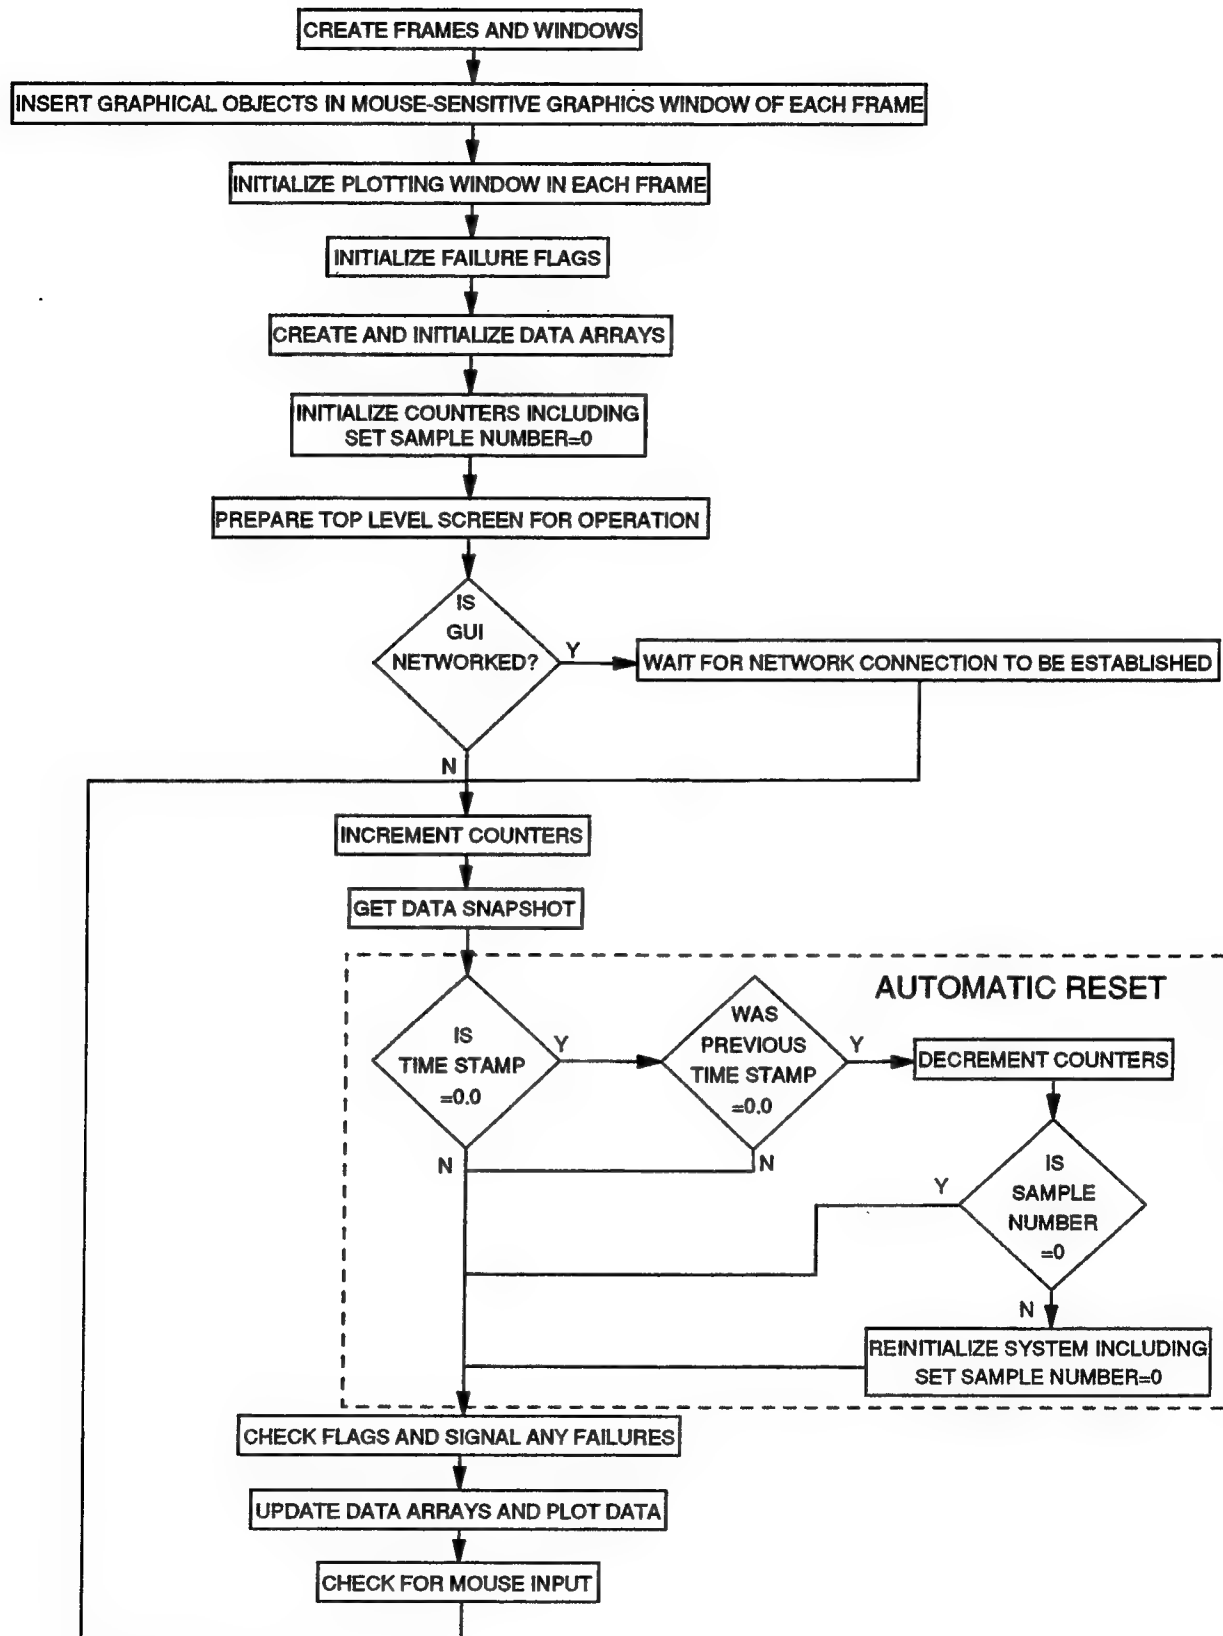 CREATE FRAMES AND WINDOWS
INSERT GRAPHICAL OBJECTS IN MOUSE-SENSITIVE GRAPHICS WINDOW OF EACH FRAME
INITIALIZE PLOTTING WINDOW IN EACH FRAME
INITIALIZE FAILURE FLAGS
CREATE AND INITIALIZE DATA ARRAYS
INITIALIZE COUNTERS INCLUDING
SET SAMPLE NUMBER=0
PREPARE TOP LEVEL SCREEN FOR OPERATION
IS
GUI
NETWORKED?
Y
WAIT FOR NETWORK CONNECTION TO BE ESTABLISHED
N
INCREMENT COUNTERS
GET DATA SNAPSHOT
AUTOMATIC RESET
IS
TIME STAMP
=0.0
Y
WAS
PREVIOUS
TIME STAMP
=0.0
Y
DECREMENT COUNTERS
N
N
IS
SAMPLE
NUMBER
=0
Y
N
REINITIALIZE SYSTEM INCLUDING
SET SAMPLE NUMBER=0
CHECK FLAGS AND SIGNAL ANY FAILURES
UPDATE DATA ARRAYS AND PLOT DATA
CHECK FOR MOUSE INPUT